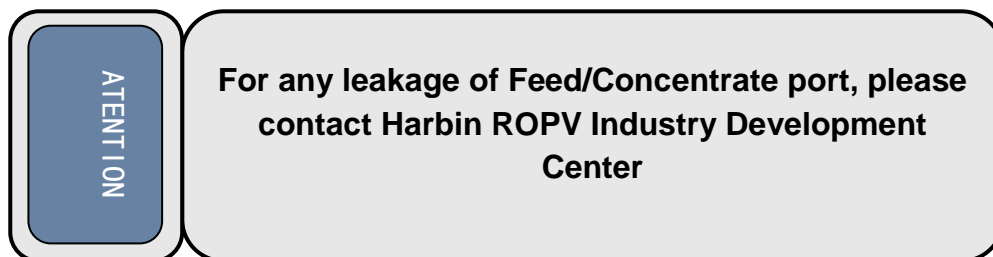 ATENTION
For any leakage of Feed/Concentrate port, please
contact Harbin ROPV Industry Development
Center